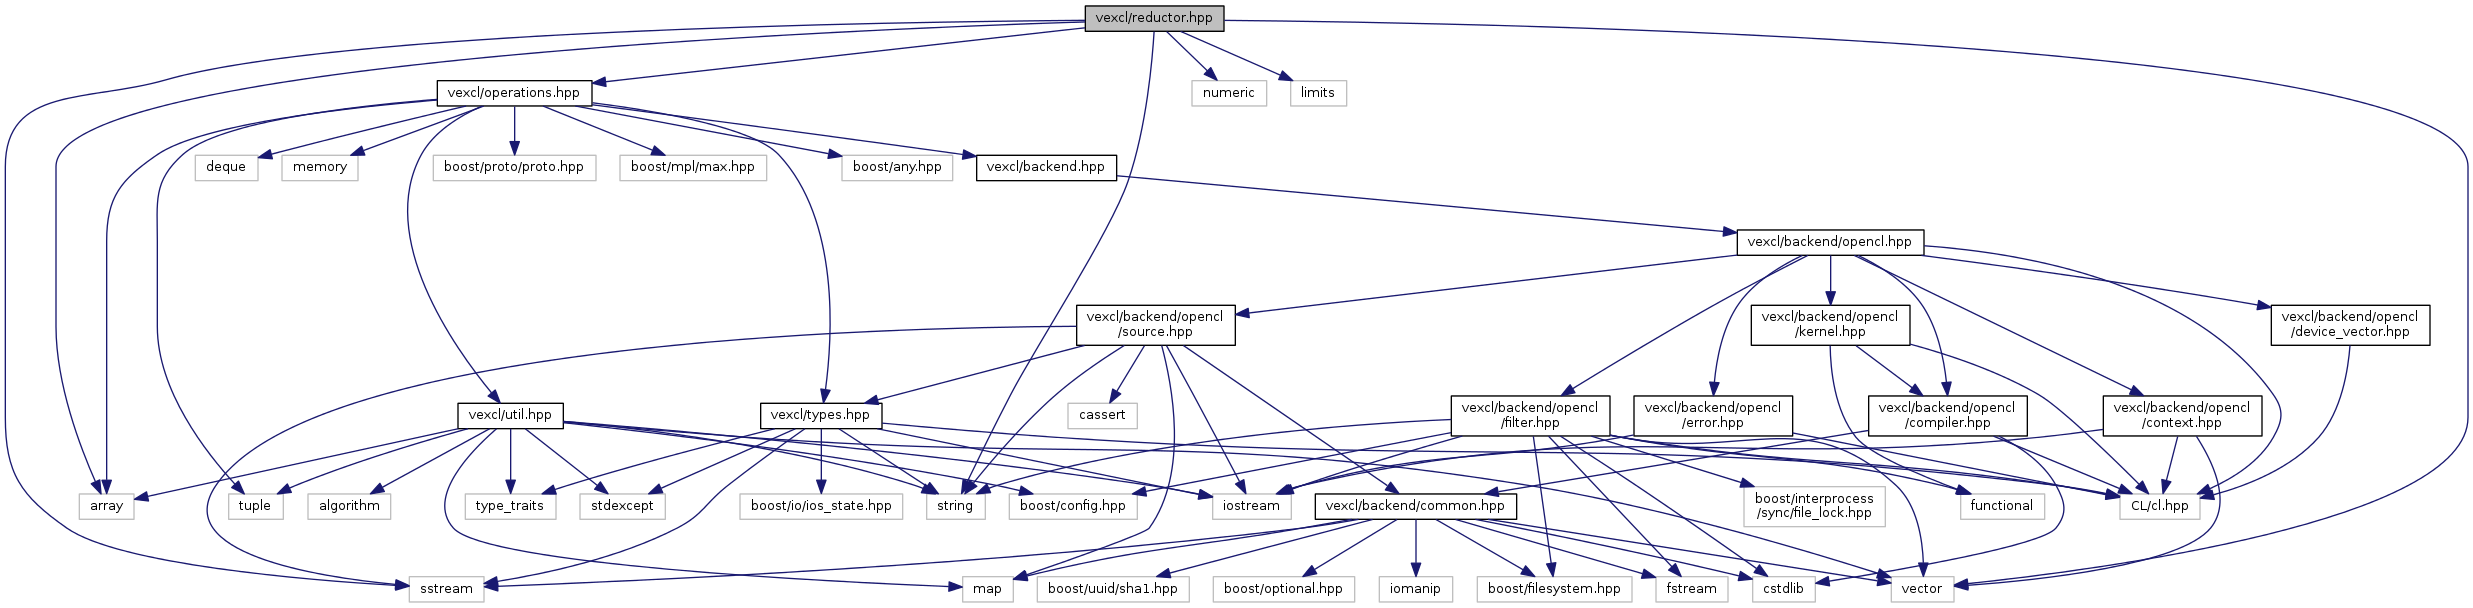 vexcl/reductor.hpp
vexcl/operations.hpp
numeric
limits
deque
memory
boost/proto/proto.hpp
boost/mpl/max.hpp
boost/any.hpp
vexcl/backend.hpp
vexcl/backend/opencl.hpp
vexcl/backend/opencl
/source.hpp
vexcl/backend/opencl
/kernel.hpp
vexcl/backend/opencl
/device_vector.hpp
vexcl/util.hpp
vexcl/types.hpp
cassert
vexcl/backend/opencl
/filter.hpp
vexcl/backend/opencl
/error.hpp
vexcl/backend/opencl
/compiler.hpp
vexcl/backend/opencl
/context.hpp
array
tuple
algorithm
type_traits
stdexcept
boost/io/ios_state.hpp
string
boost/config.hpp
iostream
vexcl/backend/common.hpp
boost/interprocess
/sync/file_lock.hpp
functional
CL/cl.hpp
sstream
map
boost/uuid/sha1.hpp
boost/optional.hpp
iomanip
boost/filesystem.hpp
fstream
cstdlib
vector